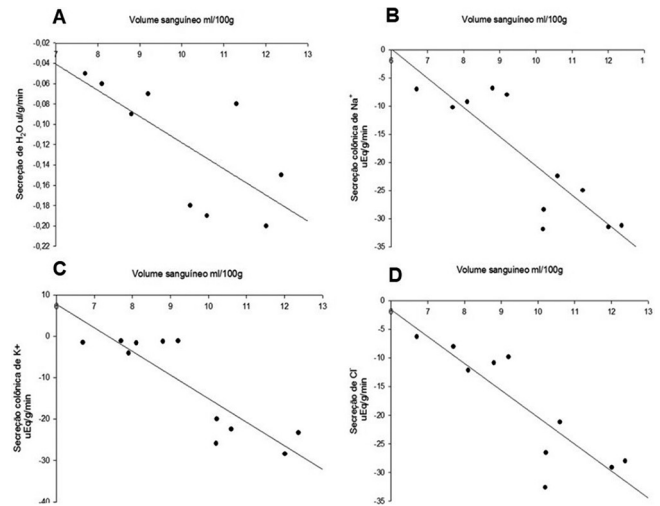 A
Volume sanguíneo ml/100g
-0,02
7 8 9 10 11 12 13
-0,04
-0,06
-0,08
-0,10
-0,12
-0,14
-0,16
-0,18
-0,20
-0,22
Secreção de H2O ul/g/min
B
Volume sanguíneo ml/100g
0
6 7 8 9 10 11 12 1
-5
-10
-15
-20
-25
-30
-35
Secreção colônica de Na+
uEq/g/min
C
Volume sanguíneo ml/100g
10
6 7 8 9 10 11 12 13
0
-10
-20
-30
-40
Secreção colônica de K+
uEq/g/min
D
Volume sanguíneo ml/100g
0
6 7 8 9 10 11 12 13
-5
-10
-15
-20
-25
-30
-35
Secreção de Cl-
uEq/g/min